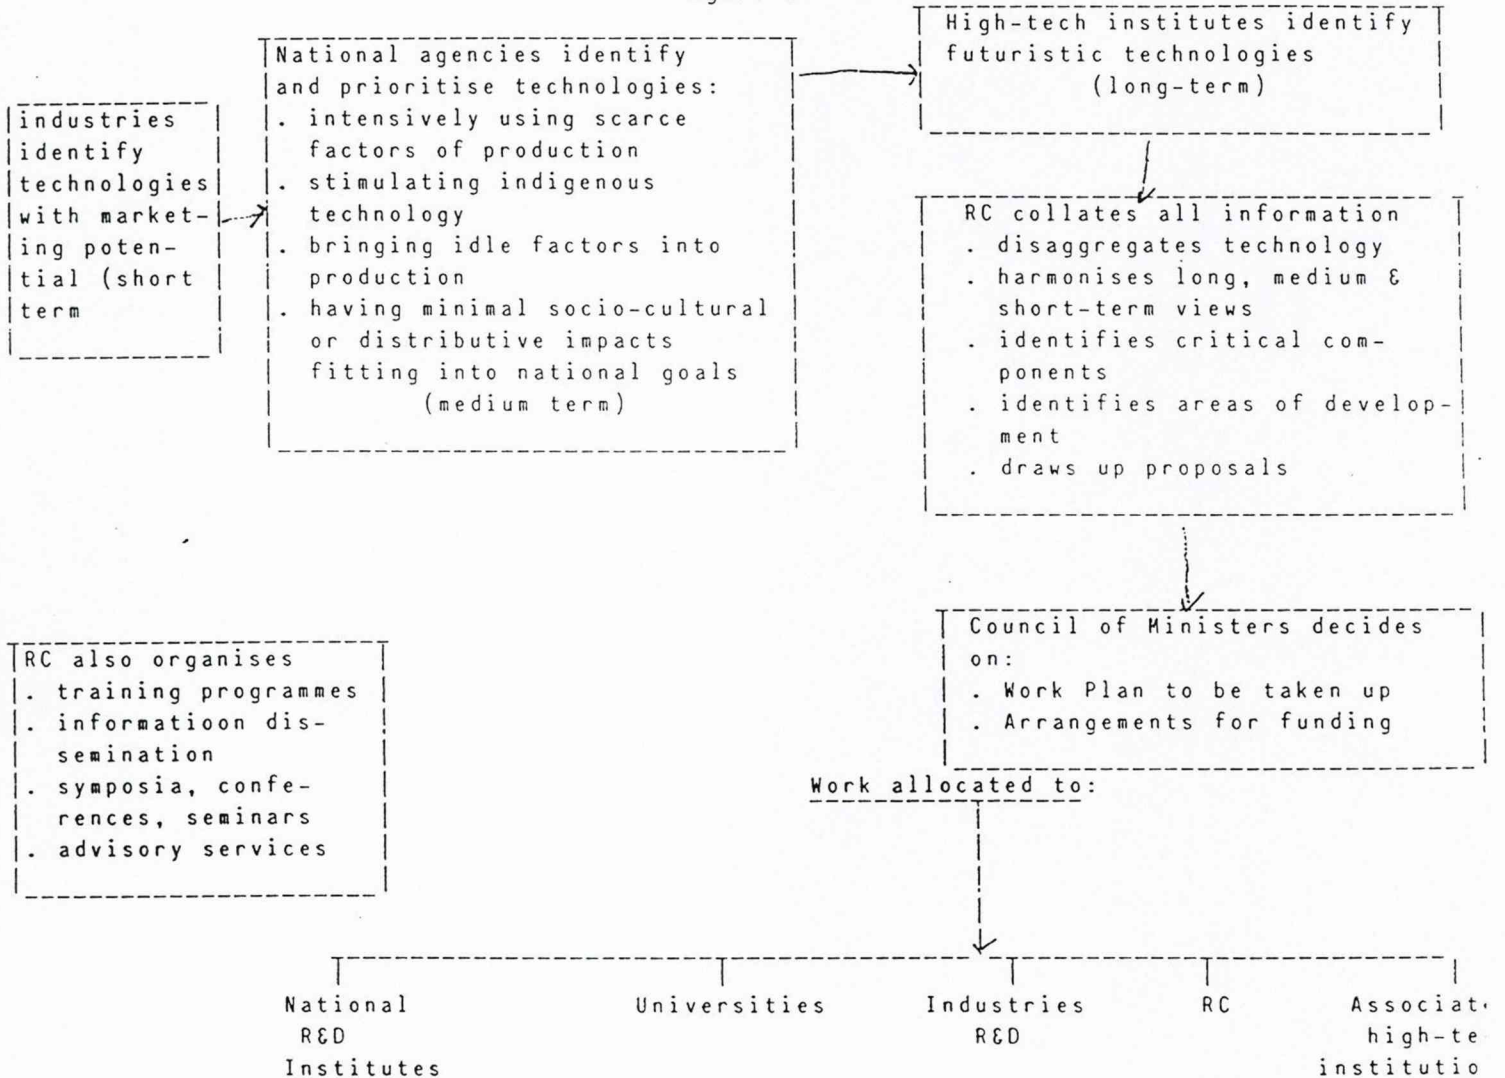 industries
identify
technologies
with market-
ing poten-
tial (short
term
National agencies identify
and prioritise technologies:
. intensively using scarce
factors of production
. stimulating indigenous
technology
. bringing idle factors into
production
. having minimal socio-cultural
or distributive impacts
fitting into national goals
(medium term)
High-tech institutes identify
futuristic technologies
(long-term)
RC collates all information
. disaggregates technology
. harmonises long, medium &
short-term views
. identifies critical com-
ponents
. identifies areas of develop-
ment
. draws up proposals
Council of Ministers decides
on:
. Work Plan to be taken up
. Arrangements for funding
RC also organises
. training programmes
. informatioon dis-
semination
. symposia, confe-
rences, seminars
. advisory services
Work allocated to:
National
R&D
Institutes
Universities
Industries
R&D
RC
Associat
high-te
institutio